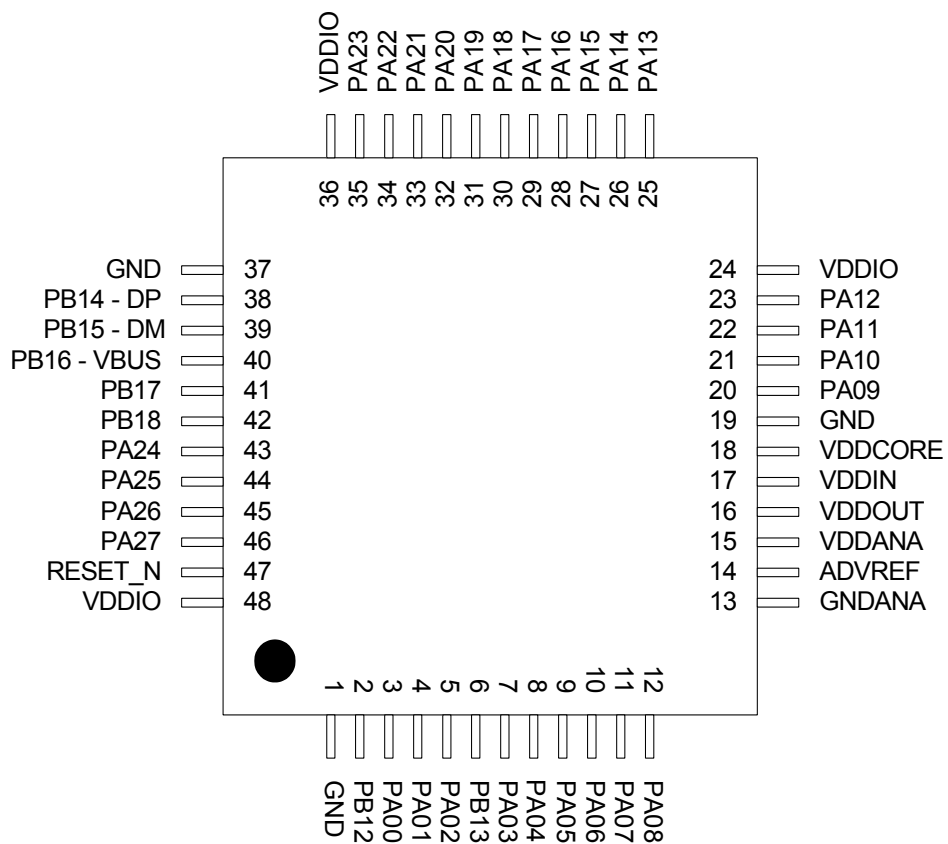 VDDIO PA23 PA22 PA21 PA20 PA19 PA18 PA17 PA16 PA15 PA14 PA13
36 35 34 33 32 31 30 29 28 27 26 25
GND 37 24 VDDIO
PB14 - DP 38 23 PA12
PB15 - DM 39 22 PA11
PB16 - VBUS 40 21 PA10
PB17 41 20 PA09
PB18 42 19 GND
PA24 43 18 VDDCORE
PA25 44 17 VDDIN
PA26 45 16 VDDOUT
PA27 46 15 VDDANA
RESET_N 47 14 ADVREF
VDDIO 48 13 GNDANA
1 2 3 4 5 6 7 8 9 10 11 12
GND PB12 PA00 PA01 PA02 PB13 PA03 PA04 PA05 PA06 PA07 PA08